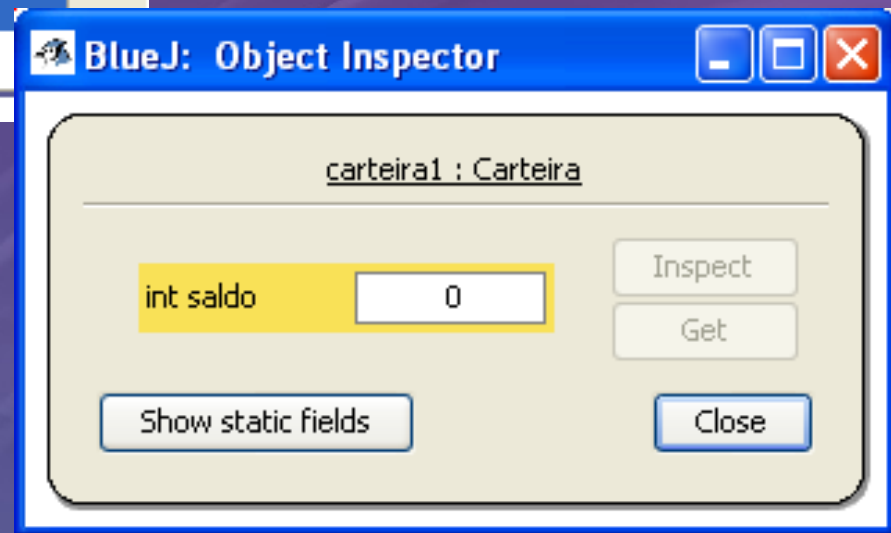 BlueJ: Object Inspector
carteira1 : Carteira
int saldo
0
Inspect
Get
Show static fields
Close